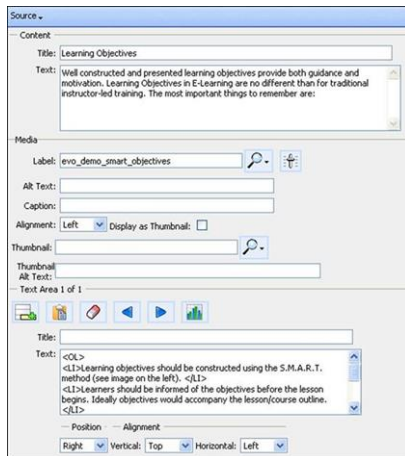 Source
Content
Title: Learning Objectives
Text: Well constructed and presented learning objectives provide both guidance and
motivation. Learning Objectives in E-Learning are no different than for traditional
instructor-led training. The most important things to remember are:
Media
Label: evo_demo_smart_objectives
Alt Text:
Caption:
Alignment: Left Display as Thumbnail:
Thumbnail:
Thumbnail
Alt Text:
Text Area 1 of 1
Title:
Text: <OL>
<LI>Learning objectives should be constructed using the S.M.A.R.T.
method (see image on the left). </LI>
<LI>Learners should be informed of the objectives before the lesson
begins. Ideally objectives would accompany the lesson/course outline.
</LI>
Position Alignment
Right Vertical: Top Horizontal: Left